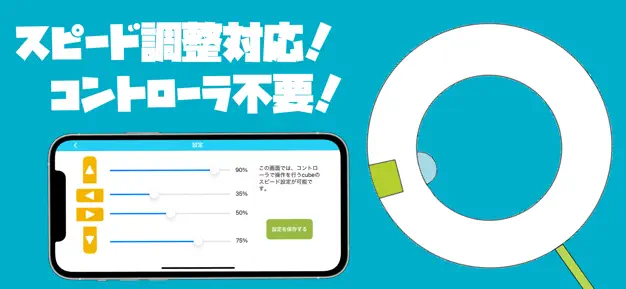 スピード調整対応!
コントローラ不要!
設定
90%
35%
50%
75%
この画面では、コントロ
ーラで操作を行うcubeの
スピード設定が可能で
す。
設定を保存する